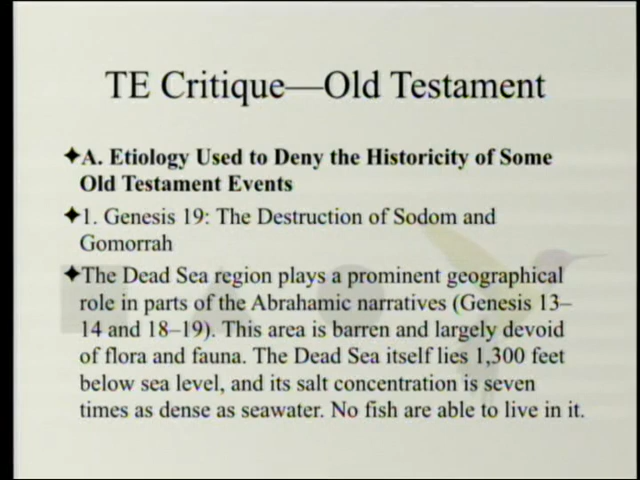 TE Critique—Old Testament
✦A. Etiology Used to Deny the Historicity of Some
Old Testament Events
✦1. Genesis 19: The Destruction of Sodom and
Gomorrah
✦The Dead Sea region plays a prominent geographical
role in parts of the Abrahamic narratives (Genesis 13–
14 and 18–19). This area is barren and largely devoid
of flora and fauna. The Dead Sea itself lies 1,300 feet
below sea level, and its salt concentration is seven
times as dense as seawater. No fish are able to live in it.